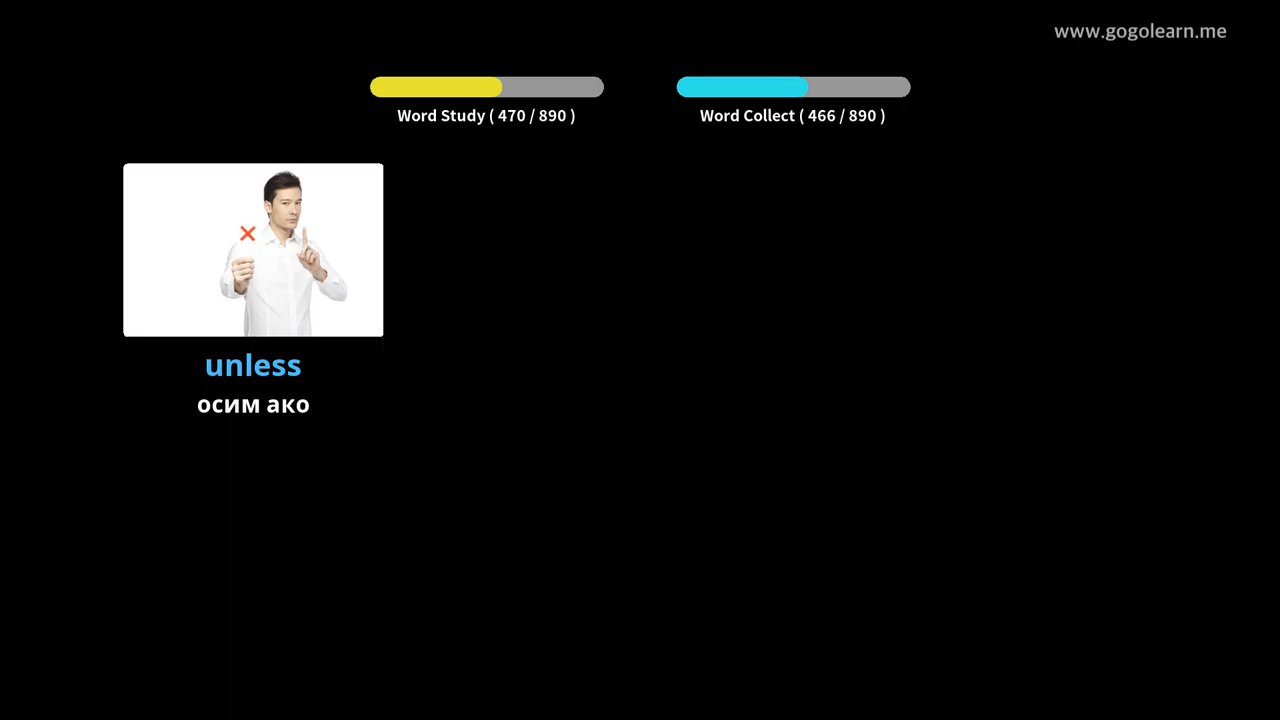 www.gogolearn.me
Word Study ( 470 / 890 )
Word Collect ( 466 / 890 )
unless
осим ако